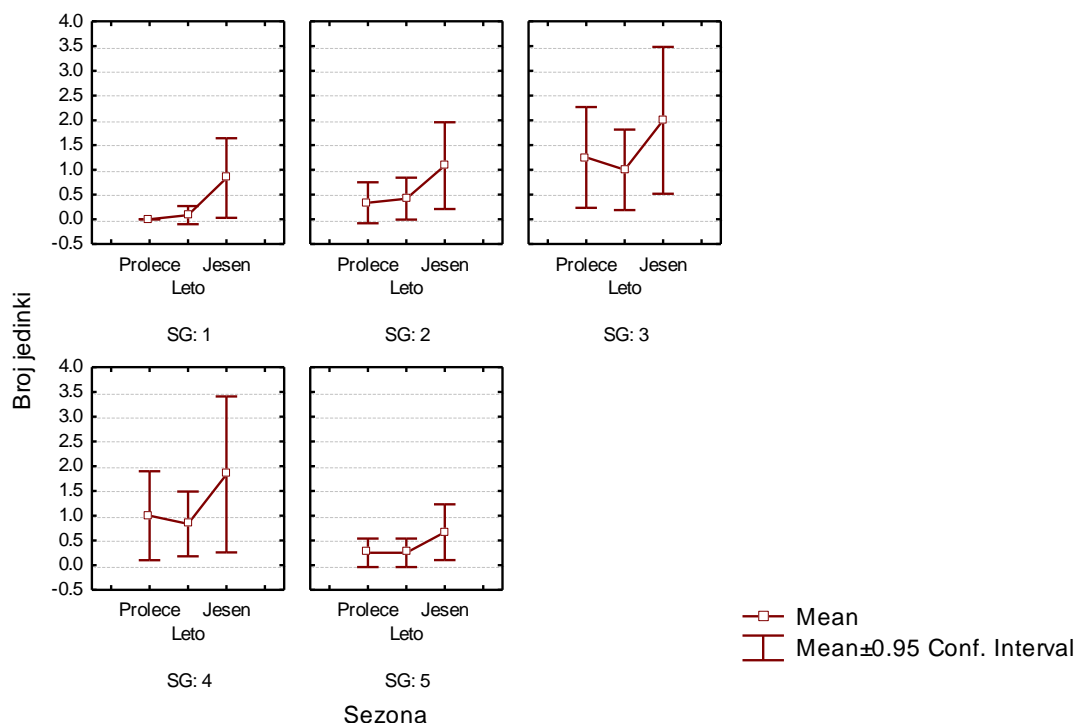 4.0
3.5
3.0
2.5
2.0
1.5
1.0
0.5
0.0
-0.5
Prolece Jesen
Leto
SG: 1
Prolece Jesen
Leto
SG: 2
Prolece Jesen
Leto
SG: 3
Broj jedinki
4.0
3.5
3.0
2.5
2.0
1.5
1.0
0.5
0.0
-0.5
Prolece Jesen
Leto
SG: 4
Prolece Jesen
Leto
SG: 5
Sezona
Mean
Mean±0.95 Conf. Interval